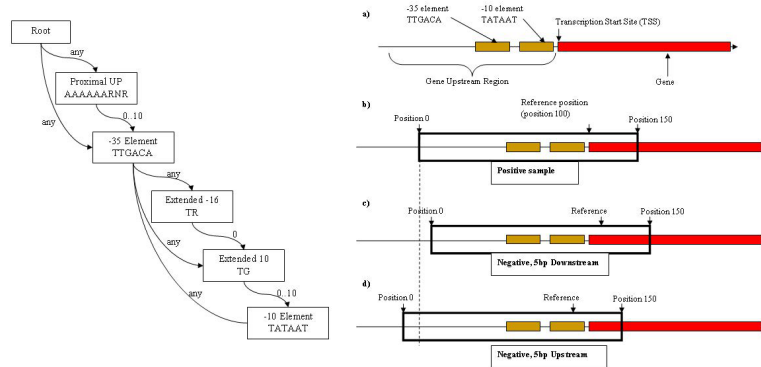 Root
any
Proximal UP
AAAAAARNR
0..10
any
-35 Element
TTGACA
any
Extended -16
TR
0
any
Extended 10
TG
0..10
any
-10 Element
TATAAT
a)
-35 element
TTGACA
-10 element
TATAAT
Transcription Start Site (TSS)
Gene Upstream Region
Gene
b)
Position 0
Reference position
(position 100)
Position 150
Positive sample
c)
Position 0
Reference
Position 150
Negative, 5bp Downstream
d)
Position 0
Reference
Position 150
Negative, 5bp Upstream